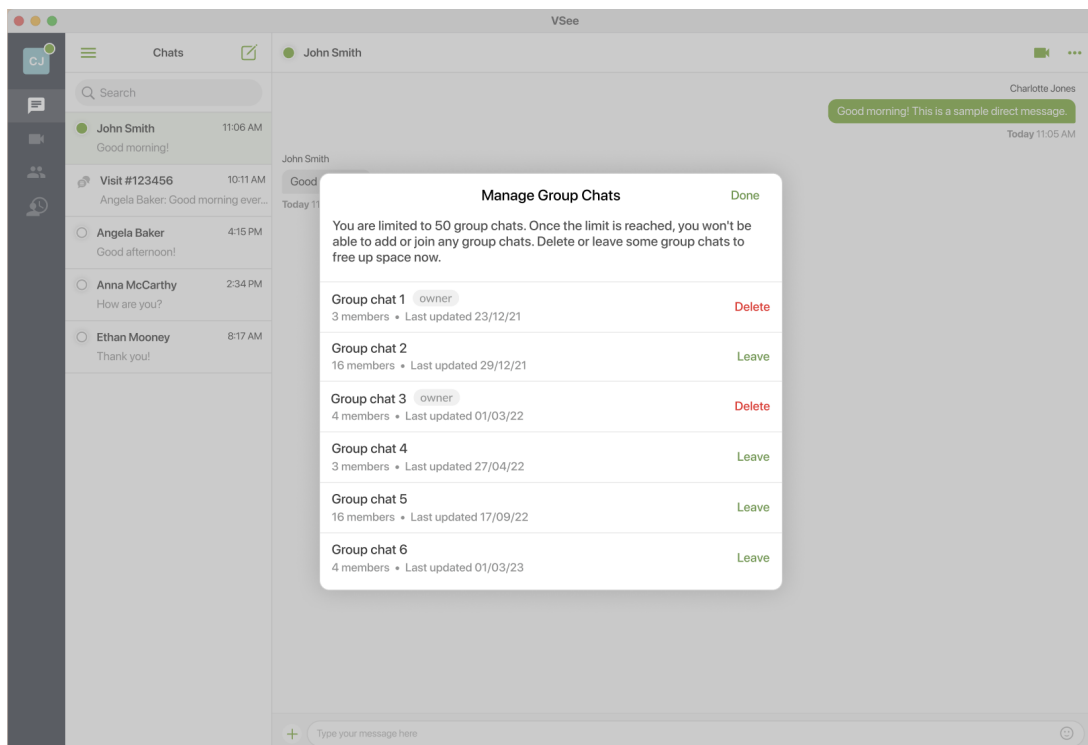 VSee
CJ
Chats
Search
John Smith 11:06 AM
Good morning!
Visit #123456 10:11 AM
Angela Baker: Good morning ever...
Angela Baker 4:15 PM
Good afternoon!
Anna McCarthy 2:34 PM
How are you?
Ethan Mooney 8:17 AM
Thank you!
John Smith
Charlotte Jones
Good morning! This is a sample direct message.
Today 11:05 AM
John Smith
Good
Today 11
Manage Group Chats Done
You are limited to 50 group chats. Once the limit is reached, you won't be
able to add or join any group chats. Delete or leave some group chats to
free up space now.
Group chat 1 owner
3 members • Last updated 23/12/21
Delete
Group chat 2
16 members • Last updated 29/12/21
Leave
Group chat 3 owner
4 members • Last updated 01/03/22
Delete
Group chat 4
3 members • Last updated 27/04/22
Leave
Group chat 5
16 members • Last updated 17/09/22
Leave
Group chat 6
4 members • Last updated 01/03/23
Leave
Type your message here